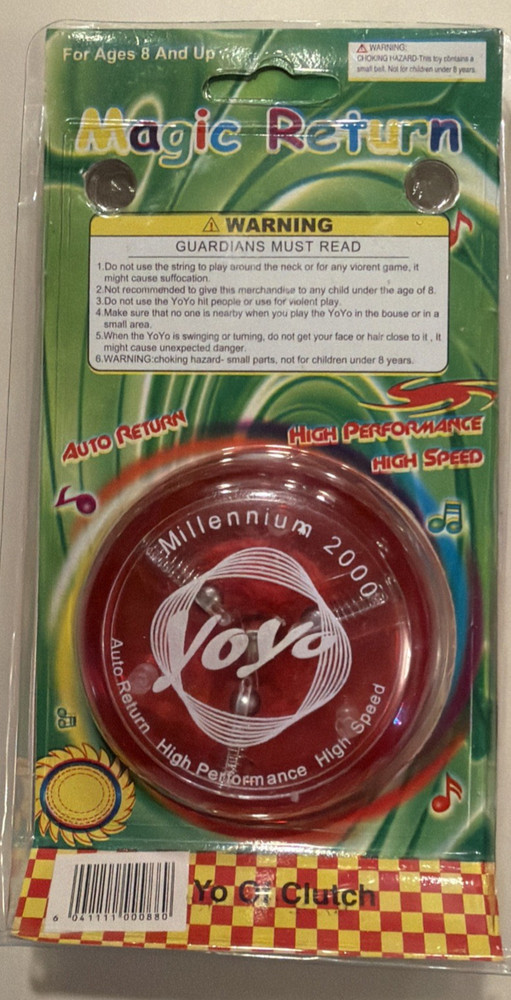 For Ages 8 And Up
WARNING:
CHOKING HAZARD-This toy contains a
small ball. Not for children under 8 years.
Magic Return
WARNING
GUARDIANS MUST READ
1.Do not use the string to play around the neck or for any viorent game, it
might cause suffocation.
2.Not recommended to give this merchandise to any child under the age of 8.
3.Do not use the YoYo hit people or use for violent play.
4.Make sure that no one is nearby when you play the YoYo in the bouse or in a
small area.
5.When the YoYo is swinging or turning, do not get your face or hair close to it , it
might cause unexpected danger.
6.WARNING:choking hazard- small parts, not for children under 8 years.
AUTO RETURN
HIGH PERFORMANCE
HIGH SPEED
Millennium 2000
YoYo
Auto Return High Performance High Speed
Yo Clutch
6 041111 000880